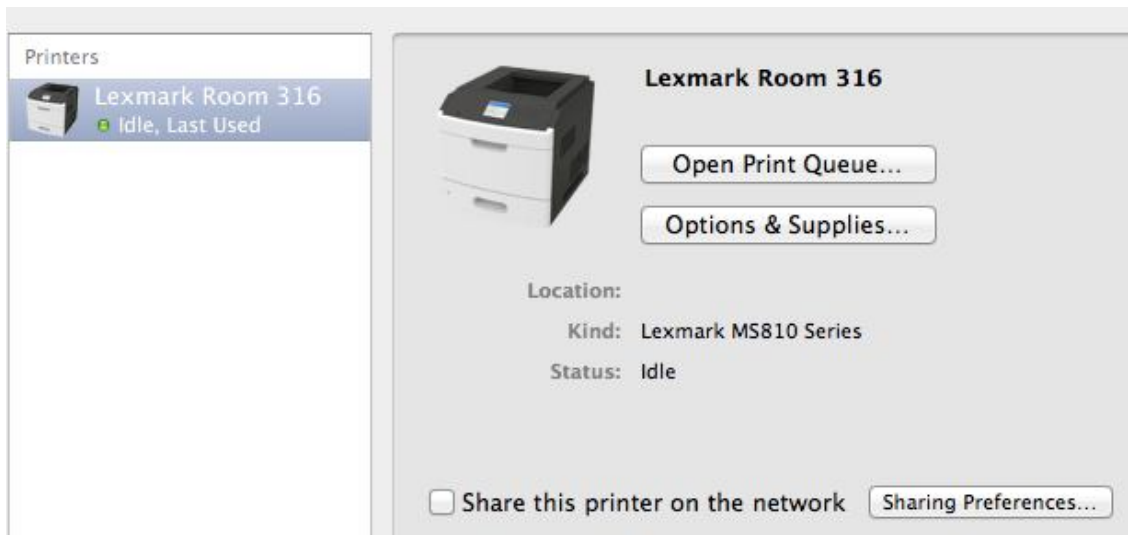 Printers
Lexmark Room 316
Idle, Last Used
Lexmark Room 316
Open Print Queue...
Options & Supplies...
Location:
Kind: Lexmark MS810 Series
Status: Idle
Share this printer on the network
Sharing Preferences...